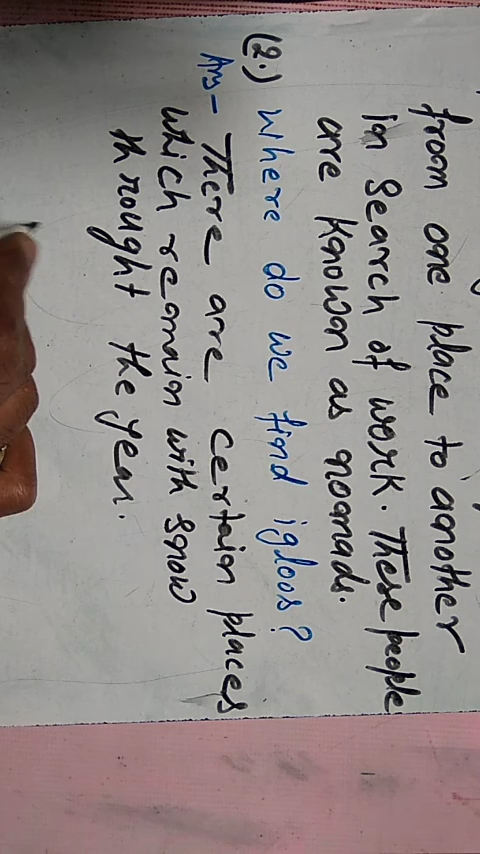 from one place to another
in search of work. These people
are known as noomads.
(2.) where do we find igloos?
Ans - There are certain places
which remain with snow
throught the year.